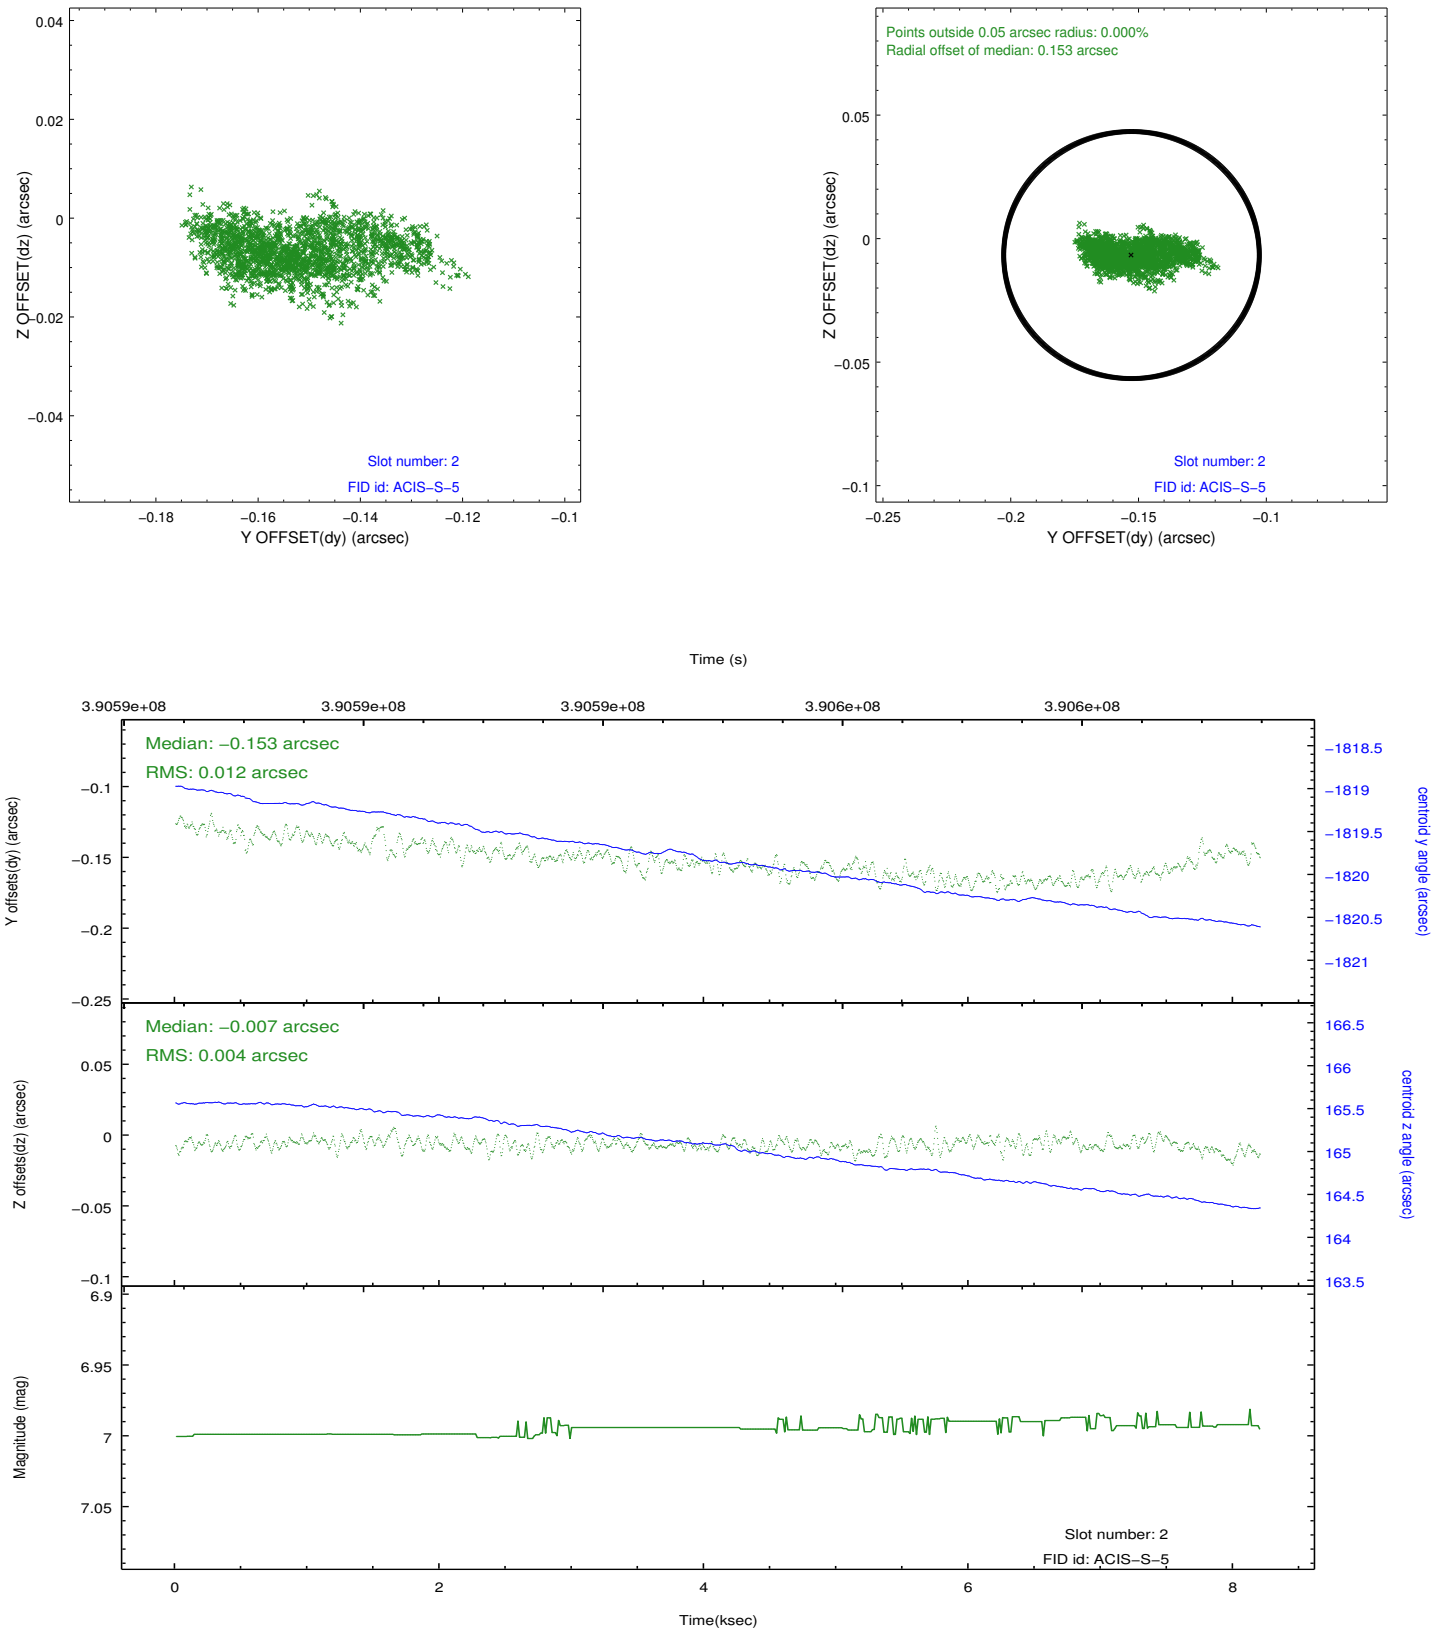 0.04
0.02
0
−0.02
−0.04
Z OFFSET(dz) (arcsec)
Slot number: 2
FID id: ACIS−S−5
−0.18
−0.16
−0.14
−0.12
−0.1
Y OFFSET(dy) (arcsec)
Points outside 0.05 arcsec radius: 0.000%
Radial offset of median: 0.153 arcsec
0.05
0
−0.05
−0.1
Z OFFSET(dz) (arcsec)
Slot number: 2
FID id: ACIS−S−5
−0.25
−0.2
−0.15
−0.1
Y OFFSET(dy) (arcsec)
Time (s)
3.9059e+08
3.9059e+08
3.9059e+08
3.906e+08
3.906e+08
Median: −0.153 arcsec
RMS: 0.012 arcsec
−0.1
−0.15
−0.2
−0.25
Y offsets(dy) (arcsec)
−1818.5
−1819
−1819.5
−1820
−1820.5
−1821
centroid y angle (arcsec)
Median: −0.007 arcsec
RMS: 0.004 arcsec
0.05
0
−0.05
−0.1
Z offsets(dz) (arcsec)
166.5
166
165.5
165
164.5
164
163.5
centroid z angle (arcsec)
6.9
6.95
7
7.05
Magnitude (mag)
Slot number: 2
FID id: ACIS−S−5
0
2
4
6
8
Time(ksec)